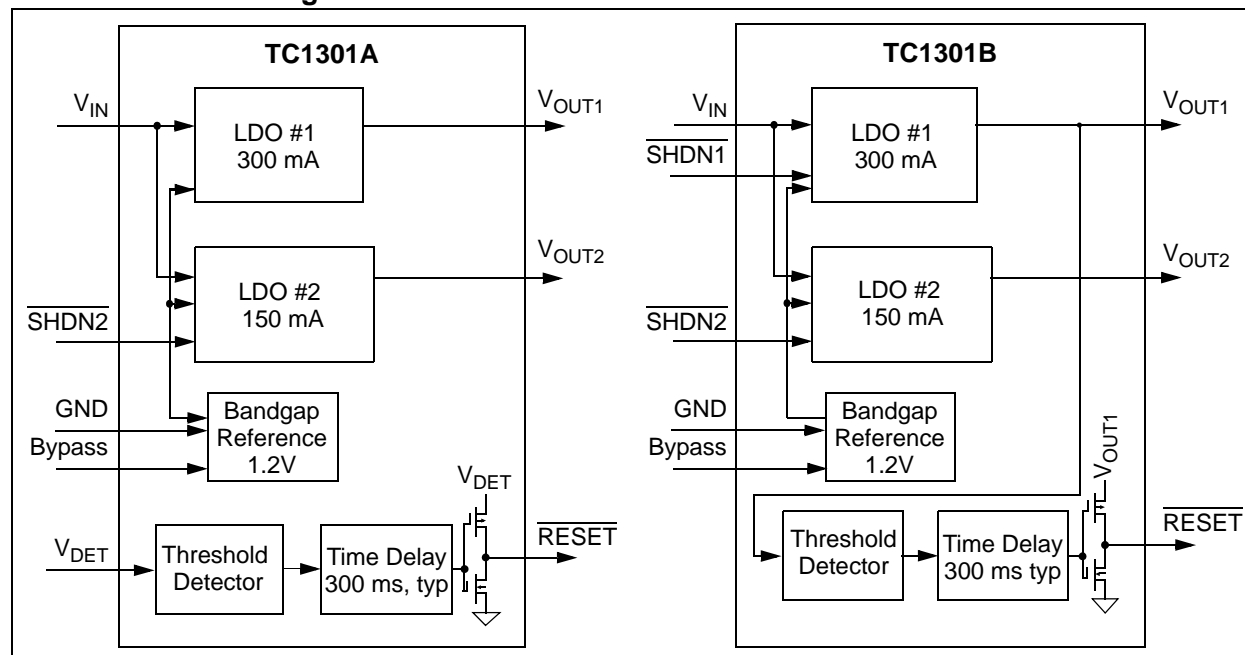 TC1301A
VIN
LDO #1
300 mA
VOUT1
LDO #2
150 mA
VOUT2
SHDN2
GND
Bypass
Bandgap
Reference
1.2V
VDET
VDET
Threshold
Detector
Time Delay
300 ms, typ
RESET
TC1301B
VIN
SHDN1
LDO #1
300 mA
VOUT1
LDO #2
150 mA
VOUT2
SHDN2
GND
Bypass
Bandgap
Reference
1.2V
VOUT1
Threshold
Detector
Time Delay
300 ms typ
RESET